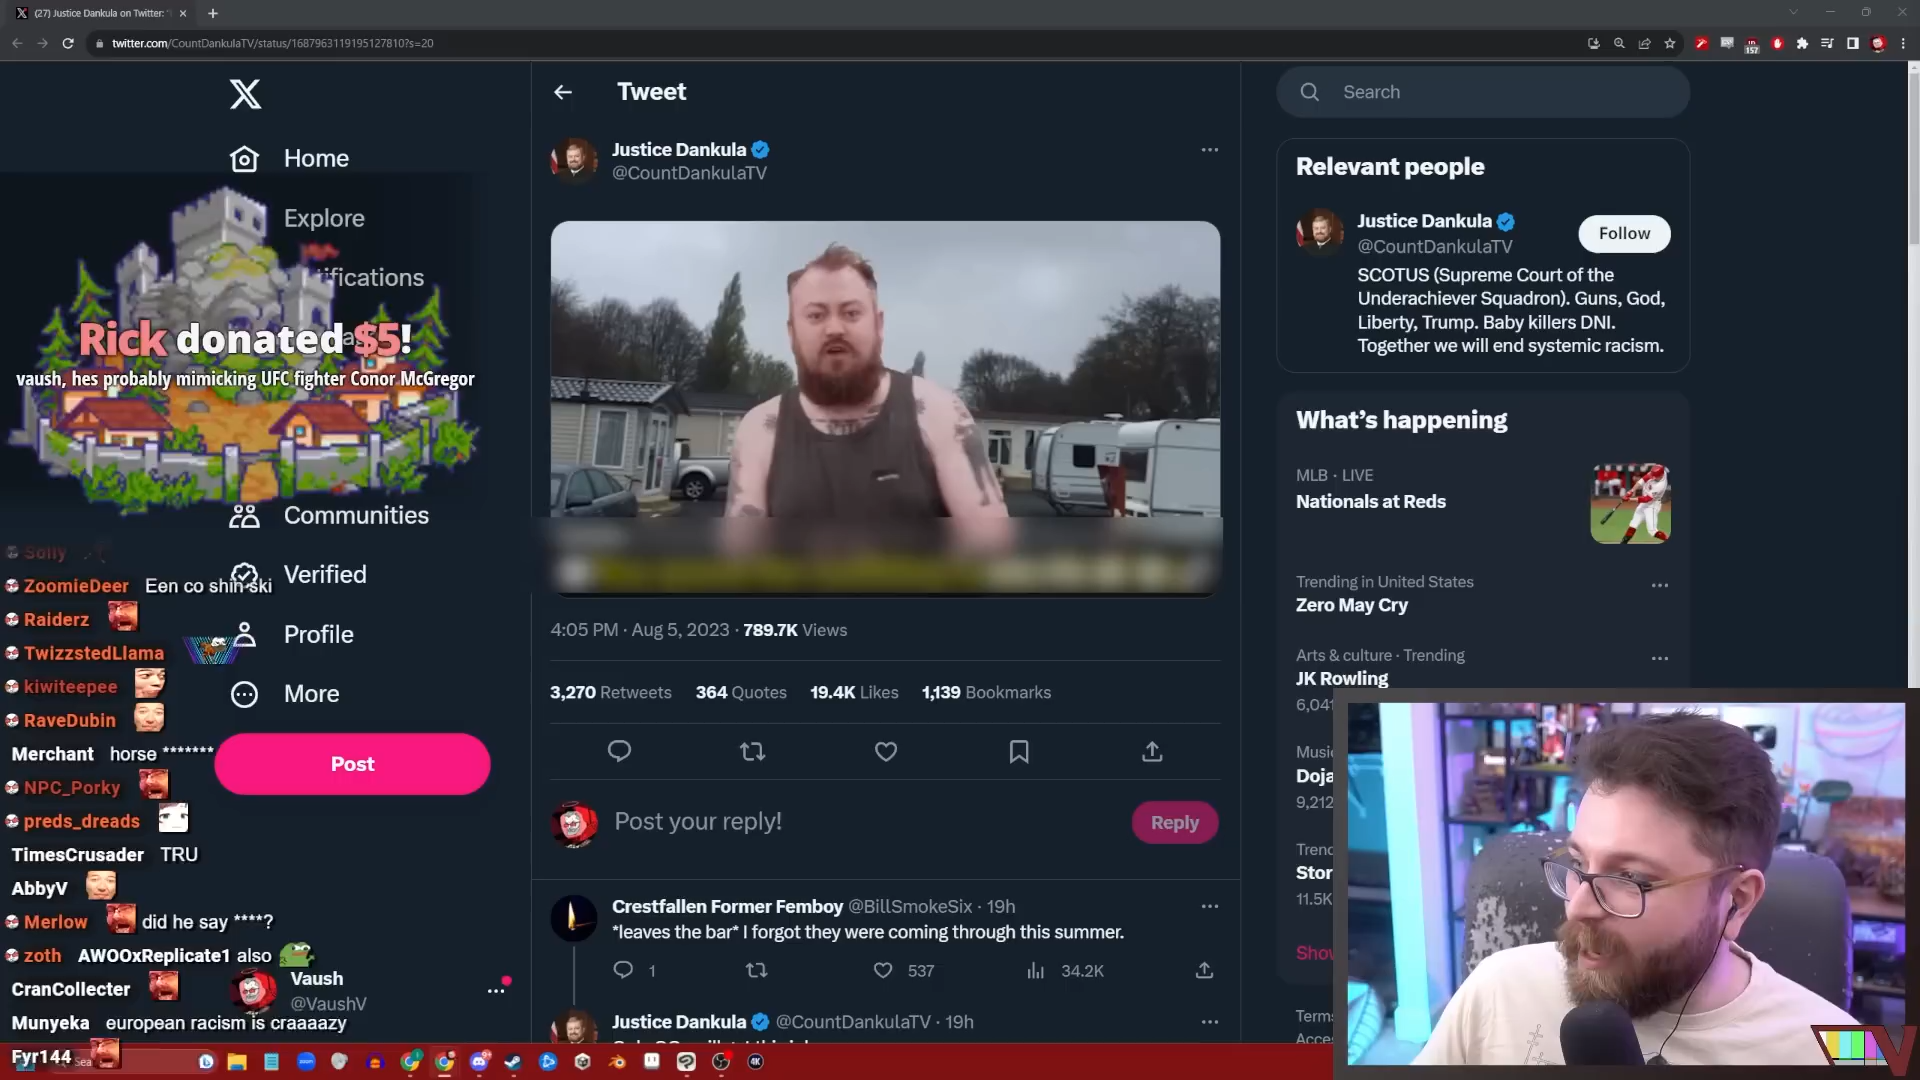 (27) Justice Dankula on Twitter: "
twitter.com/CountDankulaTV/status/1687963119195127810?s=20
157
Home
Explore
Rick donated $5!
vaush, hes probably mimicking UFC fighter Conor McGregor
Communities
Verified
Profile
More
Post
Solly
ZoomieDeer Een co shin ski
Raiderz
TwizzstedLlama
kiwiteepee
RaveDubin
Merchant horse *******
NPC_Porky
preds_dreads
TimesCrusader TRU
AbbyV
Merlow did he say ****?
zoth AWOOxReplicate1 also
CranCollecter
Munyeka european racism is craaaazy
Fyr144
Vaush
@VaushV
Tweet
Justice Dankula
@CountDankulaTV
4:05 PM · Aug 5, 2023 · 789.7K Views
3,270 Retweets 364 Quotes 19.4K Likes 1,139 Bookmarks
Post your reply!
Reply
Crestfallen Former Femboy @BillSmokeSix · 19h
*leaves the bar* I forgot they were coming through this summer.
1 537 34.2K
Justice Dankula @CountDankulaTV · 19h
Search
Relevant people
Justice Dankula
@CountDankulaTV
Follow
SCOTUS (Supreme Court of the
Underachiever Squadron). Guns, God,
Liberty, Trump. Baby killers DNI.
Together we will end systemic racism.
What's happening
MLB · LIVE
Nationals at Reds
Trending in United States
Zero May Cry
Arts & culture · Trending
JK Rowling